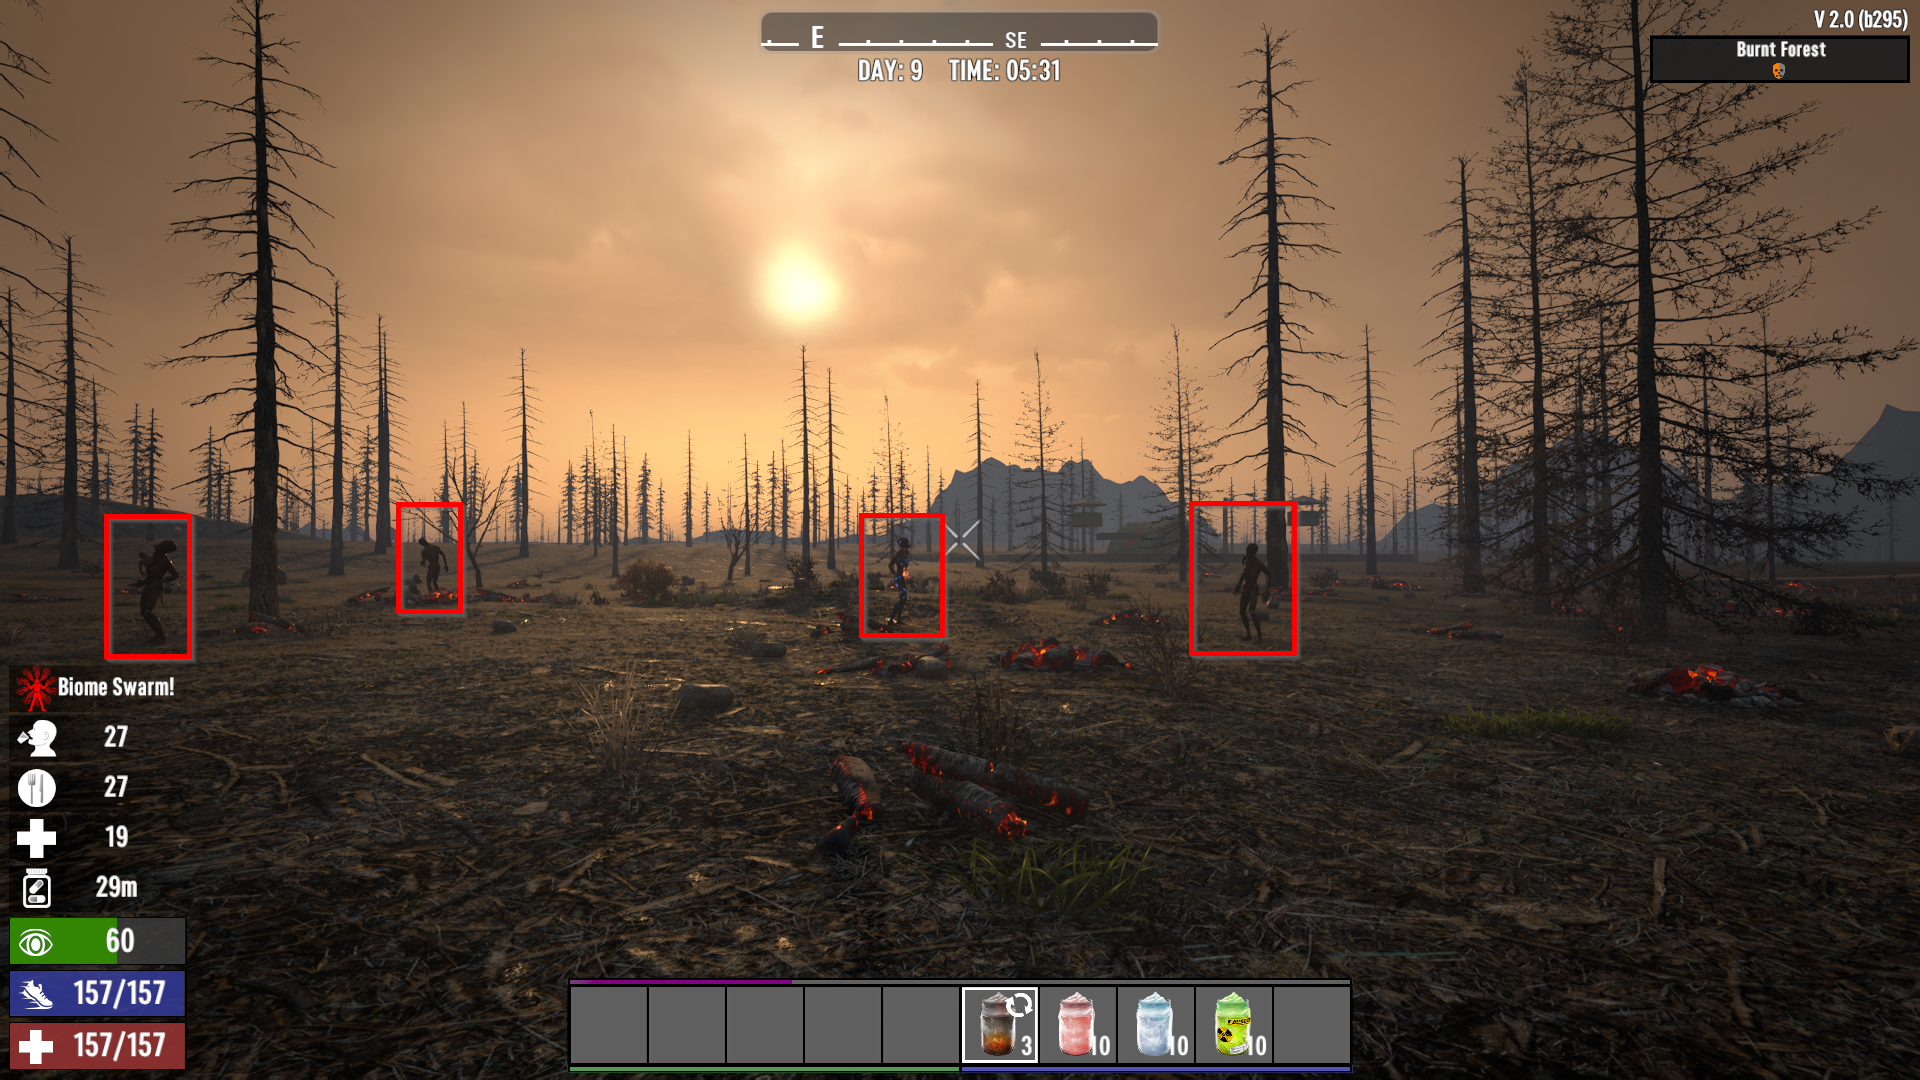 E SE
DAY: 9 TIME: 05:31
V 2.0 (b295)
Burnt Forest
Biome Swarm!
27
27
19
29m
60
157/157
157/157
3 10 10 10